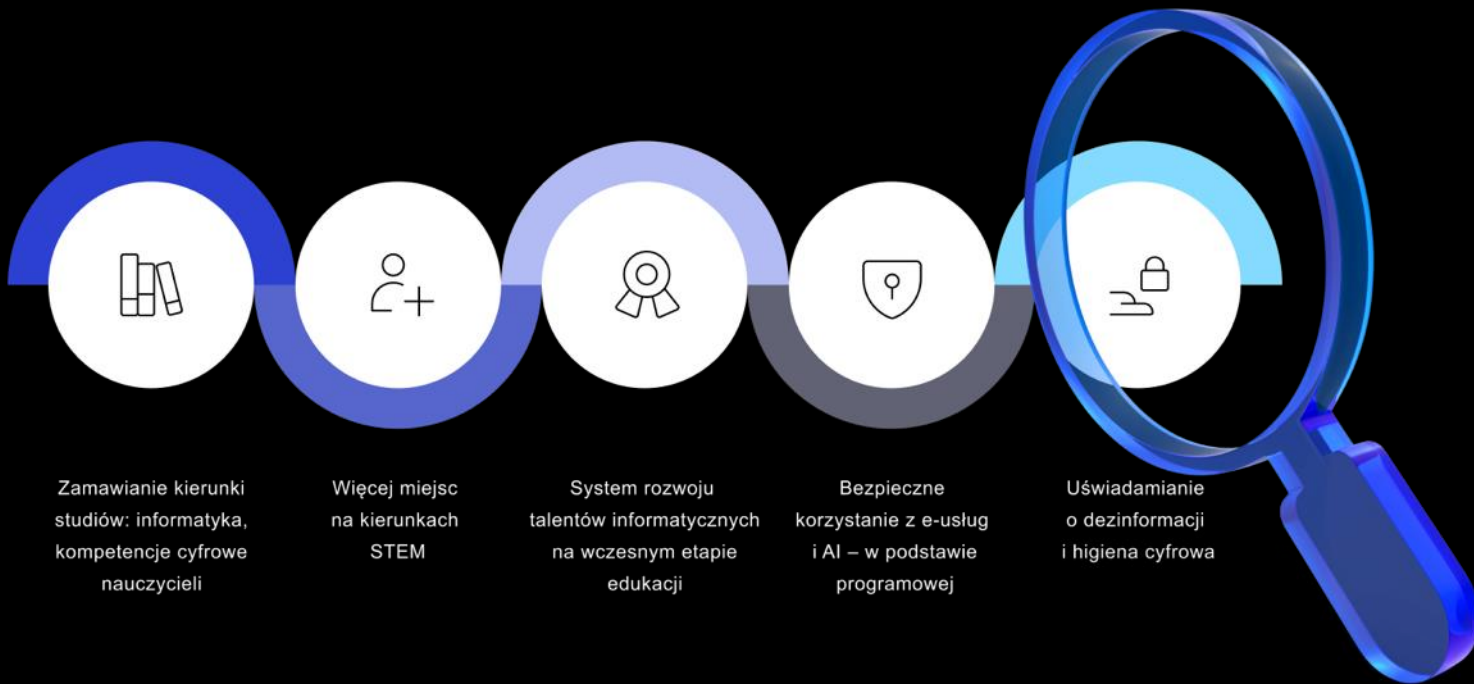 Zamawianie kierunki
studiów: informatyka,
kompetencje cyfrowe
nauczycieli
Więcej miejsc
na kierunkach
STEM
System rozwoju
talentów informatycznych
na wczesnym etapie
edukacji
Bezpieczne
korzystanie z e-usług
i AI – w podstawie
programowej
Uświadamianie
o dezinformacji
i higiena cyfrowa